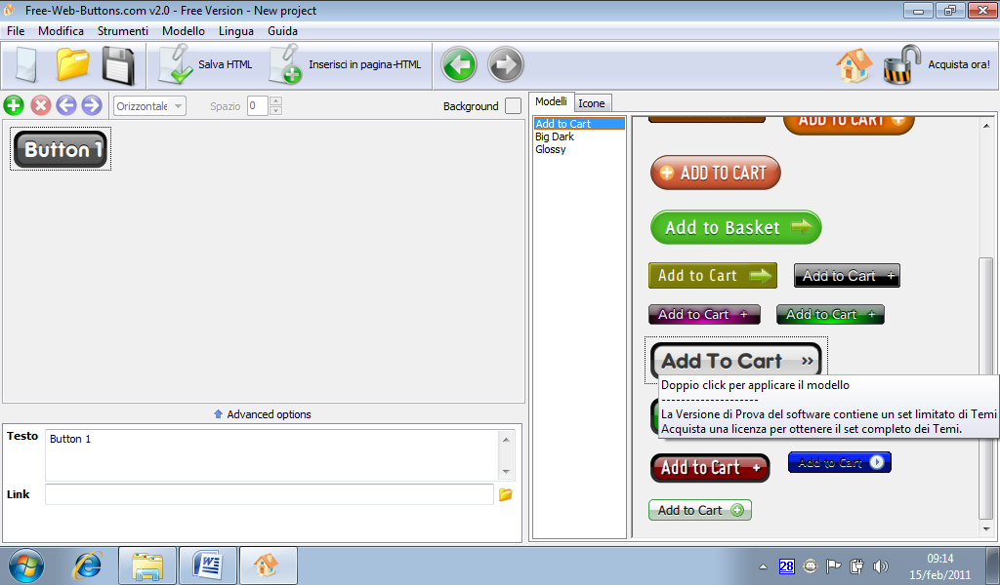 Free-Web-Buttons.com v2.0 - Free Version - New project
File Modifica Strumenti Modello Lingua Guida
Salva HTML Inserisci in pagina-HTML Acquista ora!
Orizzontale Spazio 0 Background
Modelli Icone
Add to Cart
Big Dark
Glossy
Button 1
ADD TO CART
ADD TO CART
Add to Basket
Add to Cart
Add to Cart +
Add to Cart +
Add to Cart +
Add To Cart »
Doppio click per applicare il modello
--------------------
La Versione di Prova del software contiene un set limitato di Temi
Acquista una licenza per ottenere il set completo dei Temi.
Add to Cart +
Add to Cart
Add to Cart
Advanced options
Testo Button 1
Link
28
09:14
15/feb/2011